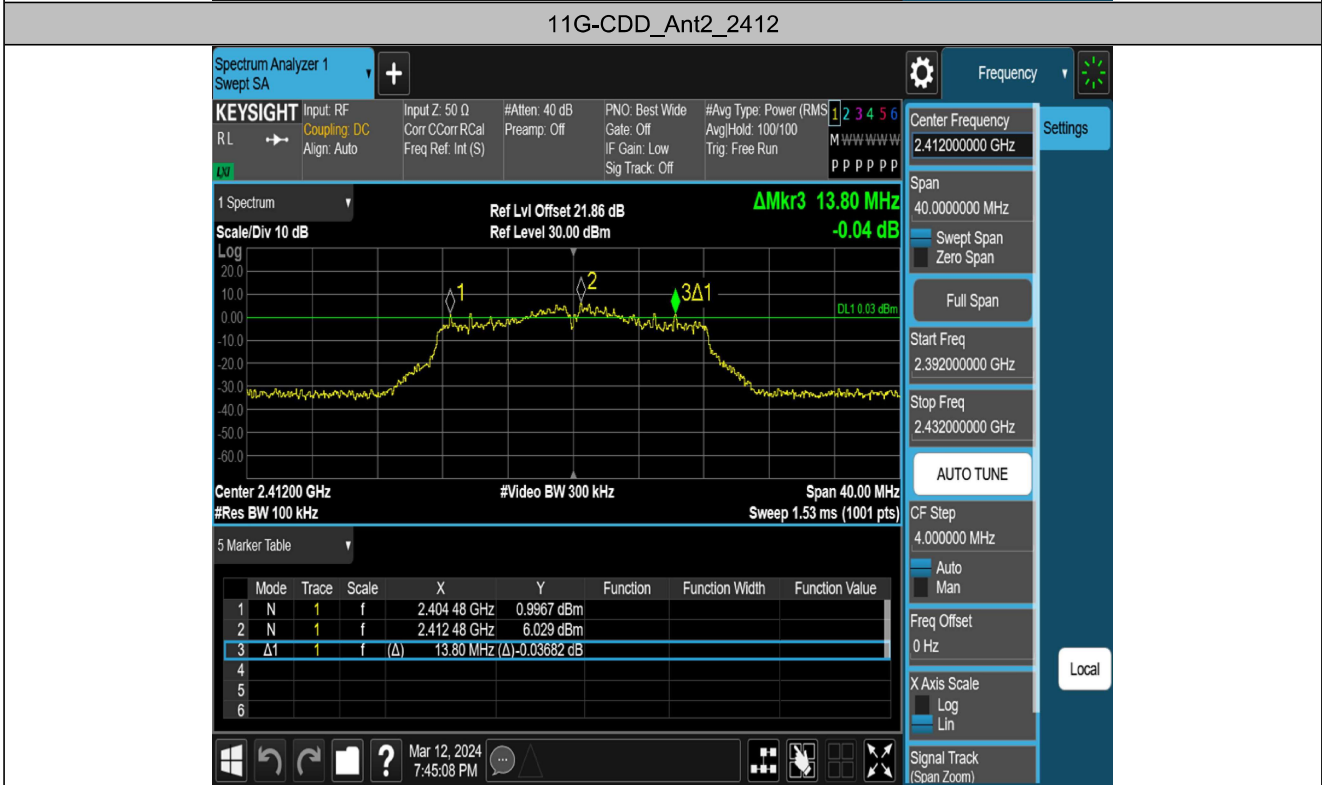 11G-CDD_Ant2_2412
Spectrum Analyzer 1
Swept SA
+
Frequency
KEYSIGHT
RL
LXI
Input: RF
Coupling: DC
Align: Auto
Input Z: 50 Ω
Corr CCorr RCal
Freq Ref: Int (S)
#Atten: 40 dB
Preamp: Off
PNO: Best Wide
Gate: Off
IF Gain: Low
Sig Track: Off
#Avg Type: Power (RMS
Avg|Hold: 100/100
Trig: Free Run
1 2 3 4 5 6
M W W W W W
P P P P P P
1 Spectrum
Scale/Div 10 dB
Ref Lvl Offset 21.86 dB
Ref Level 30.00 dBm
ΔMkr3 13.80 MHz
-0.04 dB
Log
20.0
10.0
0.00
-10.0
-20.0
-30.0
-40.0
-50.0
-60.0
1
2
3Δ1
DL1 0.03 dBm
Center 2.41200 GHz
#Video BW 300 kHz
Span 40.00 MHz
#Res BW 100 kHz
Sweep 1.53 ms (1001 pts)
5 Marker Table
Mode Trace Scale X Y Function Function Width Function Value
1 N 1 f 2.404 48 GHz 0.9967 dBm
2 N 1 f 2.412 48 GHz 6.029 dBm
3 Δ1 1 f (Δ) 13.80 MHz (Δ)-0.03682 dB
4
5
6
?
Mar 12, 2024
7:45:08 PM
Center Frequency
2.412000000 GHz
Settings
Span
40.0000000 MHz
Swept Span
Zero Span
Full Span
Start Freq
2.392000000 GHz
Stop Freq
2.432000000 GHz
AUTO TUNE
CF Step
4.000000 MHz
Auto
Man
Freq Offset
0 Hz
Local
X Axis Scale
Log
Lin
Signal Track
(Span Zoom)